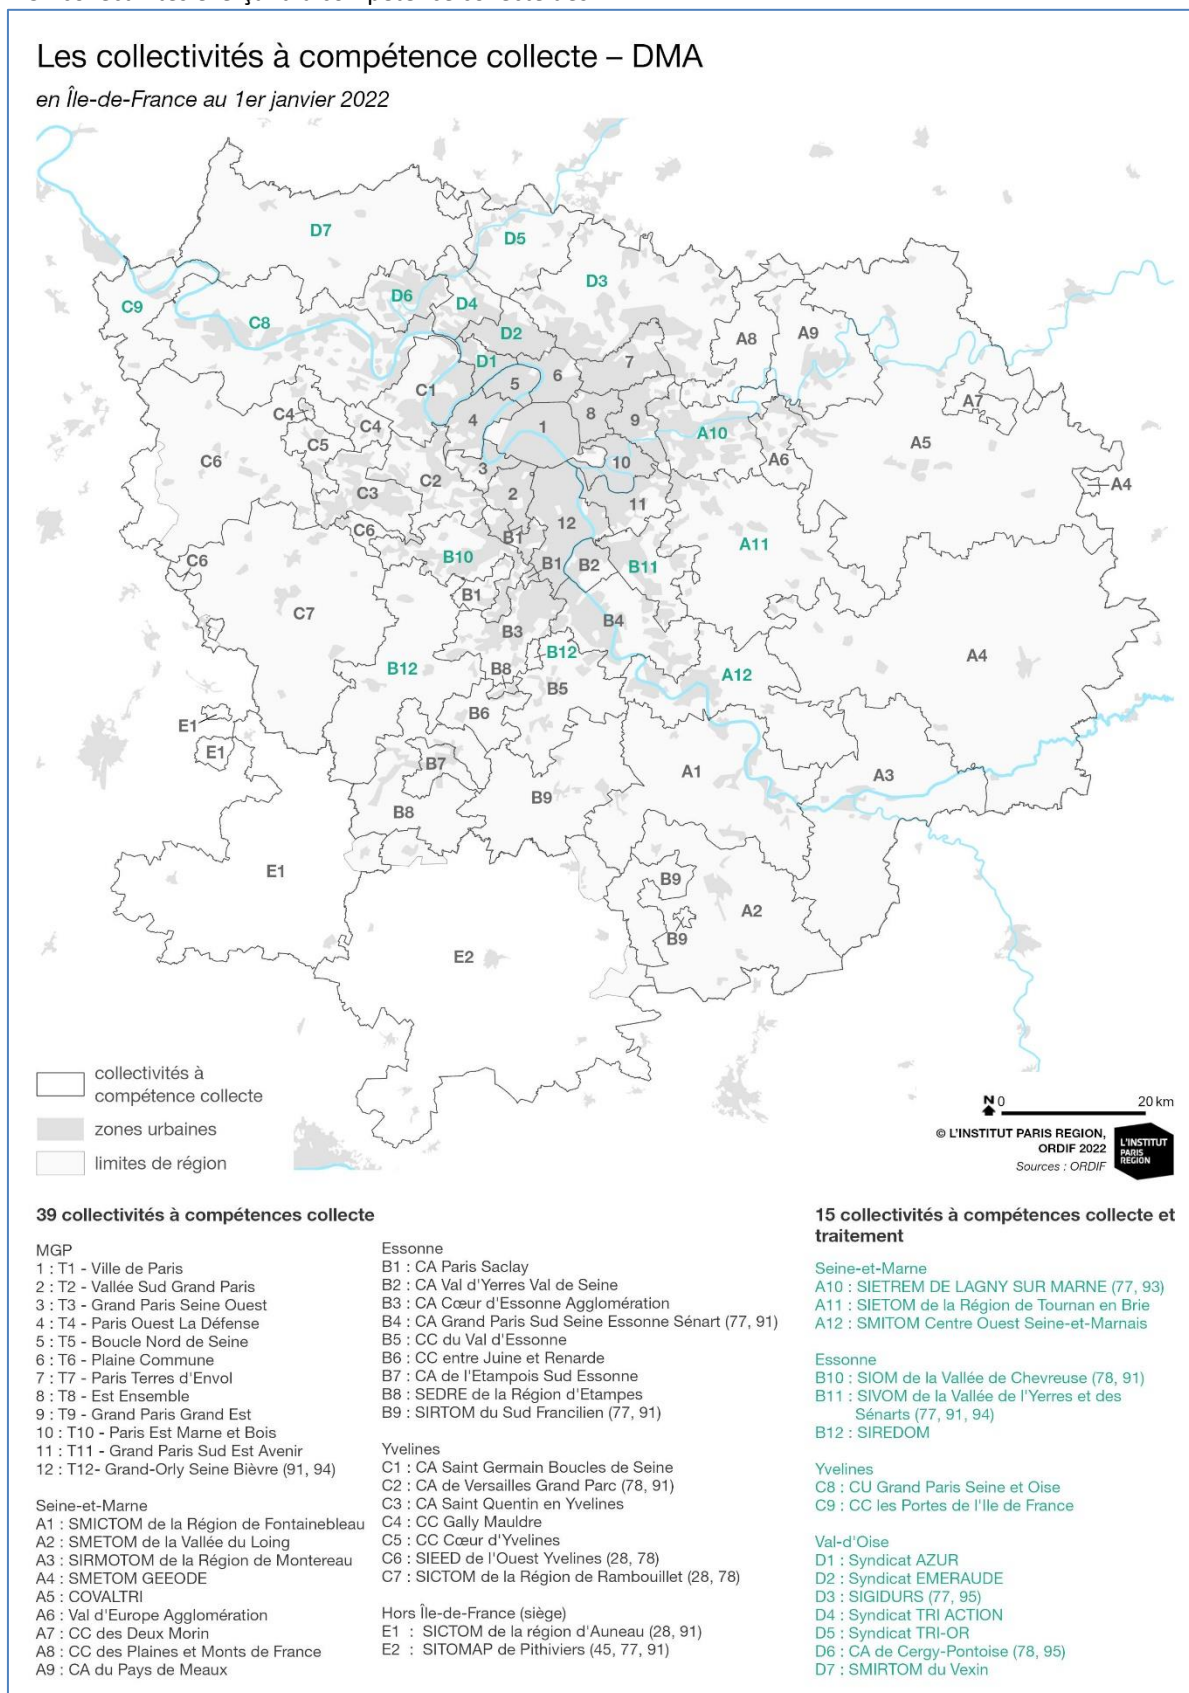 Les collectivités à compétence collecte – DMA
en Île-de-France au 1er janvier 2022
D7
D5
D3
D6
D4
C9
C8
D2
A8
A9
D1
7
6
C1
5
A7
C4
8
9
C4
4
1
A10
A5
C5
C6
A6
10
3
C2
A4
C3
2
11
12
C6
B1
A11
B10
C6
B1
B2
B11
B1
C7
B4
B3
B12
A4
B12
B8
A12
B5
B6
E1
E1
B7
A1
A3
B9
B8
E1
B9
A2
B9
E2
collectivités à
compétence collecte
zones urbaines
limites de région
N 0 20 km
© L'INSTITUT PARIS REGION,
ORDIF 2022
Sources : ORDIF
L'INSTITUT
PARIS
REGION
39 collectivités à compétences collecte
MGP
1 : T1 - Ville de Paris
2 : T2 - Vallée Sud Grand Paris
3 : T3 - Grand Paris Seine Ouest
4 : T4 - Paris Ouest La Défense
5 : T5 - Boucle Nord de Seine
6 : T6 - Plaine Commune
7 : T7 - Paris Terres d'Envol
8 : T8 - Est Ensemble
9 : T9 - Grand Paris Grand Est
10 : T10 - Paris Est Marne et Bois
11 : T11 - Grand Paris Sud Est Avenir
12 : T12- Grand-Orly Seine Bièvre (91, 94)
Seine-et-Marne
A1 : SMICTOM de la Région de Fontainebleau
A2 : SMETOM de la Vallée du Loing
A3 : SIRMOTOM de la Région de Montereau
A4 : SMETOM GEEODE
A5 : COVALTRI
A6 : Val d'Europe Agglomération
A7 : CC des Deux Morin
A8 : CC des Plaines et Monts de France
A9 : CA du Pays de Meaux
Essonne
B1 : CA Paris Saclay
B2 : CA Val d'Yerres Val de Seine
B3 : CA Cœur d'Essonne Agglomération
B4 : CA Grand Paris Sud Seine Essonne Sénart (77, 91)
B5 : CC du Val d'Essonne
B6 : CC entre Juine et Renarde
B7 : CA de l'Etampois Sud Essonne
B8 : SEDRE de la Région d'Etampes
B9 : SIRTOM du Sud Francilien (77, 91)
Yvelines
C1 : CA Saint Germain Boucles de Seine
C2 : CA de Versailles Grand Parc (78, 91)
C3 : CA Saint Quentin en Yvelines
C4 : CC Gally Mauldre
C5 : CC Cœur d'Yvelines
C6 : SIEED de l'Ouest Yvelines (28, 78)
C7 : SICTOM de la Région de Rambouillet (28, 78)
Hors Île-de-France (siège)
E1 : SICTOM de la région d'Auneau (28, 91)
E2 : SITOMAP de Pithiviers (45, 77, 91)
15 collectivités à compétences collecte et
traitement
Seine-et-Marne
A10 : SIETREM DE LAGNY SUR MARNE (77, 93)
A11 : SIETOM de la Région de Tournan en Brie
A12 : SMITOM Centre Ouest Seine-et-Marnais
Essonne
B10 : SIOM de la Vallée de Chevreuse (78, 91)
B11 : SIVOM de la Vallée de l'Yerres et des
Sénarts (77, 91, 94)
B12 : SIREDOM
Yvelines
C8 : CU Grand Paris Seine et Oise
C9 : CC les Portes de l'Ile de France
Val-d'Oise
D1 : Syndicat AZUR
D2 : Syndicat EMERAUDE
D3 : SIGIDURS (77, 95)
D4 : Syndicat TRI ACTION
D5 : Syndicat TRI-OR
D6 : CA de Cergy-Pontoise (78, 95)
D7 : SMIRTOM du Vexin